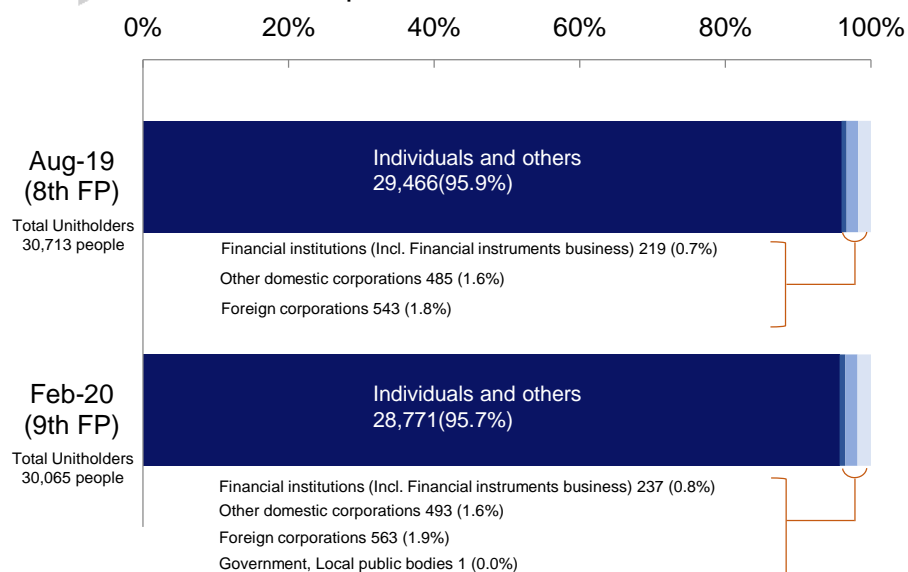 0% 20% 40% 60% 80% 100%
Aug-19
(8th FP)
Total Unitholders
30,713 people
Individuals and others
29,466(95.9%)
Financial institutions (Incl. Financial instruments business) 219 (0.7%)
Other domestic corporations 485 (1.6%)
Foreign corporations 543 (1.8%)
Feb-20
(9th FP)
Total Unitholders
30,065 people
Individuals and others
28,771(95.7%)
Financial institutions (Incl. Financial instruments business) 237 (0.8%)
Other domestic corporations 493 (1.6%)
Foreign corporations 563 (1.9%)
Government, Local public bodies 1 (0.0%)